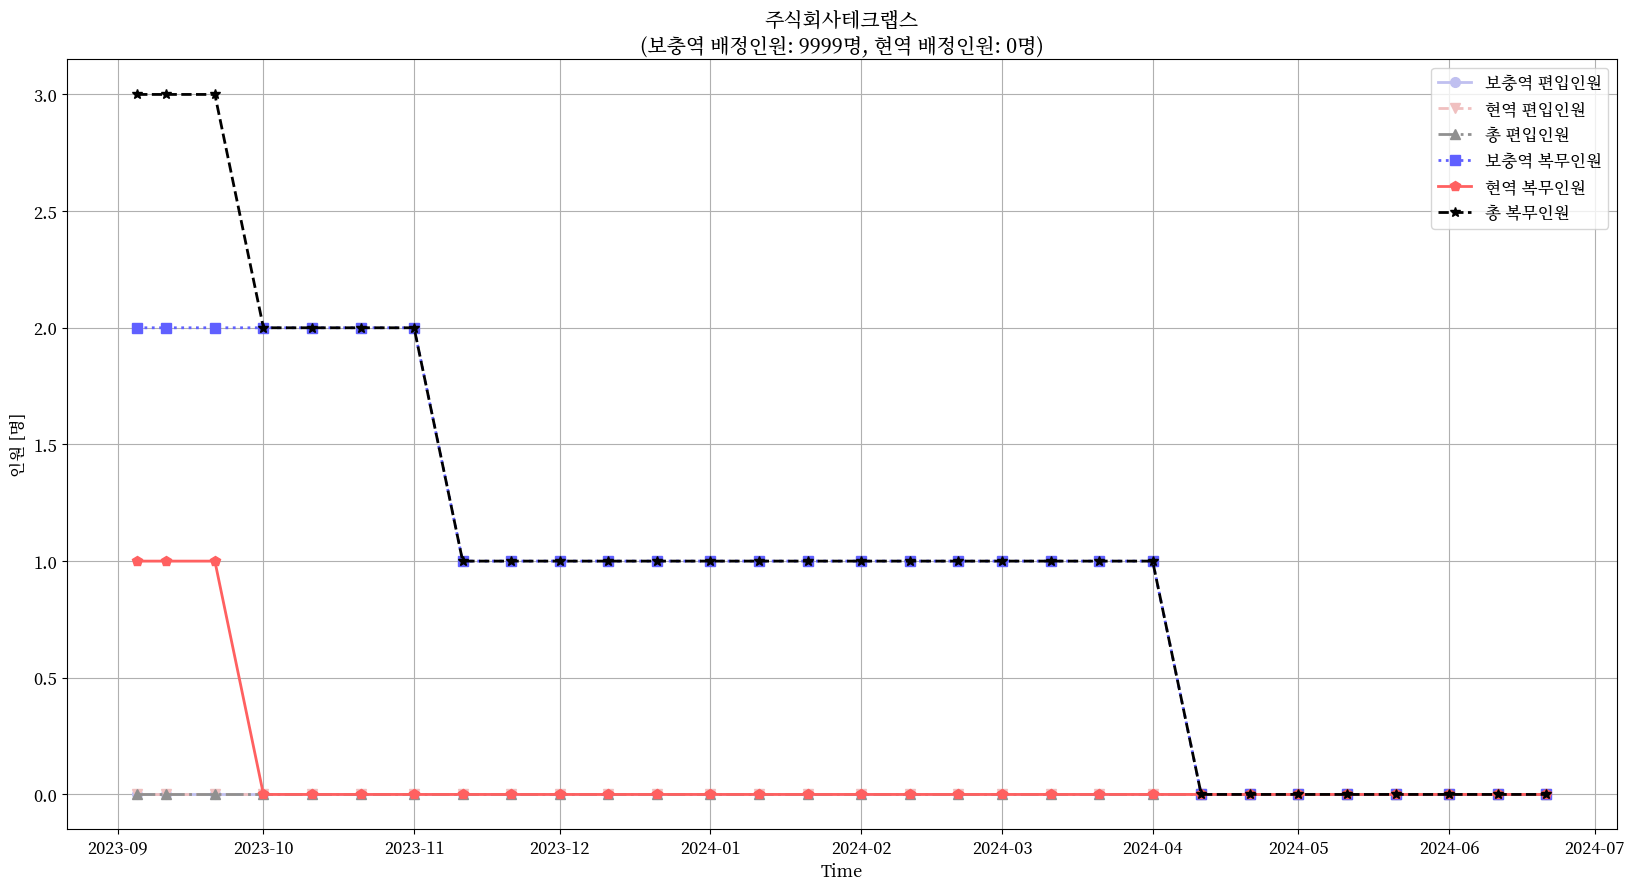 주식회사테크랩스
(보충역 배정인원: 9999명, 현역 배정인원: 0명)
보충역 편입인원
현역 편입인원
총 편입인원
보충역 복무인원
현역 복무인원
총 복무인원
3.0
2.5
2.0
1.5
1.0
0.5
0.0
인원 [명]
2023-09 2023-10 2023-11 2023-12 2024-01 2024-02 2024-03 2024-04 2024-05 2024-06 2024-07
Time